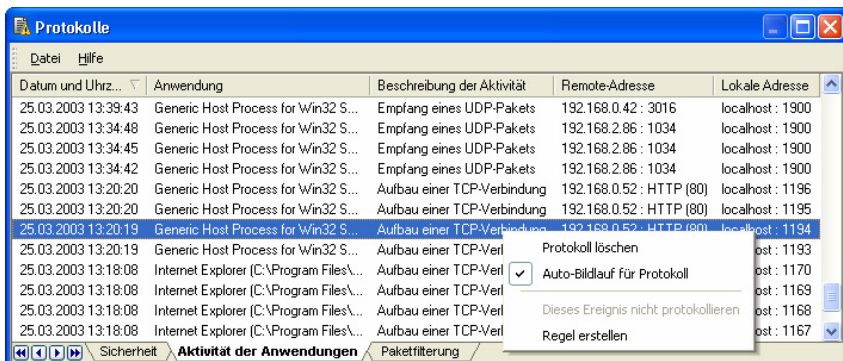 Protokolle
Datei Hilfe
Datum und Uhrz... Anwendung Beschreibung der Aktivität Remote-Adresse Lokale Adresse
25.03.2003 13:39:43 Generic Host Process for Win32 S... Empfang eines UDP-Pakets 192.168.0.42 : 3016 localhost : 1900
25.03.2003 13:34:48 Generic Host Process for Win32 S... Empfang eines UDP-Pakets 192.168.2.86 : 1034 localhost : 1900
25.03.2003 13:34:45 Generic Host Process for Win32 S... Empfang eines UDP-Pakets 192.168.2.86 : 1034 localhost : 1900
25.03.2003 13:34:42 Generic Host Process for Win32 S... Empfang eines UDP-Pakets 192.168.2.86 : 1034 localhost : 1900
25.03.2003 13:20:20 Generic Host Process for Win32 S... Aufbau einer TCP-Verbindung 192.168.0.52 : HTTP (80) localhost : 1196
25.03.2003 13:20:20 Generic Host Process for Win32 S... Aufbau einer TCP-Verbindung 192.168.0.52 : HTTP (80) localhost : 1195
25.03.2003 13:20:19 Generic Host Process for Win32 S... Aufbau einer TCP-Verbindung 192.168.0.52 : HTTP (80) localhost : 1194
25.03.2003 13:20:19 Generic Host Process for Win32 S... Aufbau einer TCP-Verl ost : 1193
25.03.2003 13:18:08 Internet Explorer (C:\Program Files\... Aufbau einer TCP-Verl ost : 1170
25.03.2003 13:18:08 Internet Explorer (C:\Program Files\... Aufbau einer TCP-Verl ost : 1169
25.03.2003 13:18:08 Internet Explorer (C:\Program Files\... Aufbau einer TCP-Verl ost : 1168
25.03.2003 13:18:08 Internet Explorer (C:\Program Files\... Aufbau einer TCP-Verl ost : 1167
Protokoll löschen
Auto-Bildlauf für Protokoll
Dieses Ereignis nicht protokollieren
Regel erstellen
Sicherheit Aktivität der Anwendungen Paketfilterung